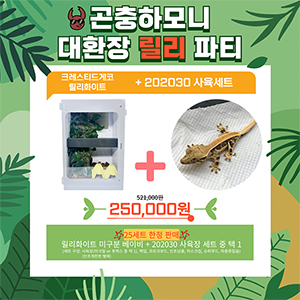 곤충하모니
대환장 릴리 파티
크레스티드게코
릴리화이트
+ 202030 사육세트
521,000원
250,000원
25세트 한정 판매
릴리화이트 미구분 베이비 + 202030 사육장 세트 중 택 1